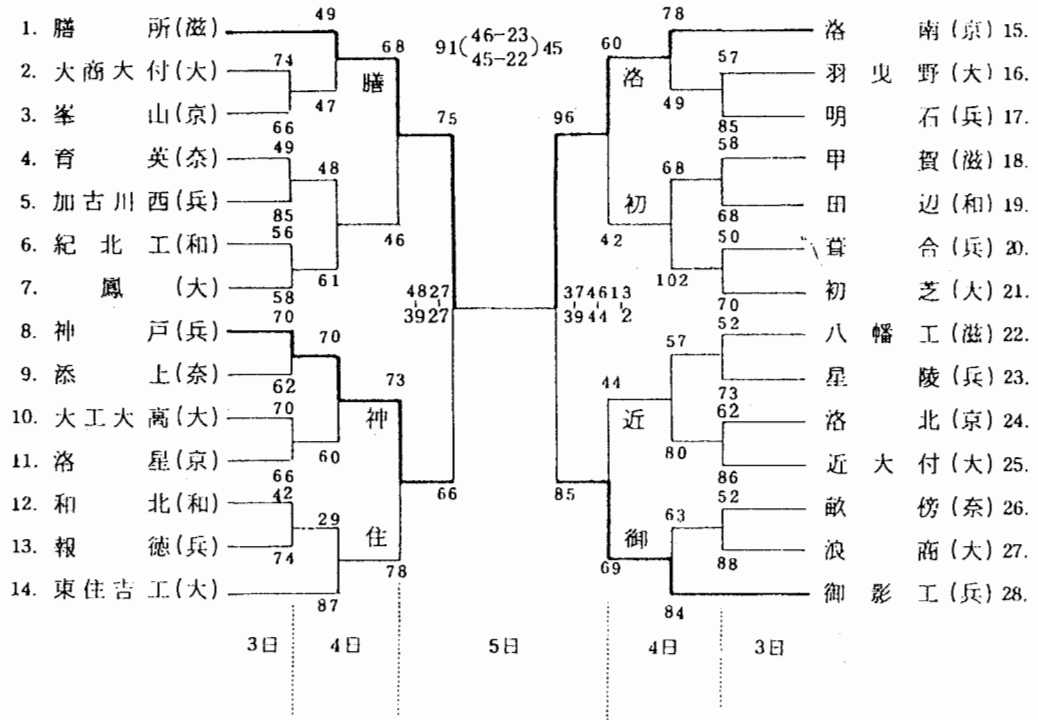 1. 膳所(滋)
2. 大商大付(大)
3. 峯山(京)
4. 育英(奈)
5. 加古川西(兵)
6. 紀北工(和)
7. 鳳(大)
8. 神戸(兵)
9. 添上(奈)
10. 大工大高(大)
11. 洛星(京)
12. 和北(和)
13. 報徳(兵)
14. 東住吉工(大)
49
74
47
66
49
48
85
56
61
58
70
70
62
70
60
66
42
29
74
87
68
膳
46
73
神
住
78
75
48 27
39 27
66
91(46-23
45-22)45
96
37 46 13
39 44 2
85
60
洛
初
42
44
近
御
69
78
57
49
85
58
68
68
50
102
70
52
57
73
62
80
86
52
63
88
84
洛南(京)15.
羽曳野(大)16.
明石(兵)17.
甲賀(滋)18.
田辺(和)19.
葺合(兵)20.
初芝(大)21.
八幡工(滋)22.
星陵(兵)23.
洛北(京)24.
近大付(大)25.
畝傍(奈)26.
浪商(大)27.
御影工(兵)28.
3日 4日 5日 4日 3日